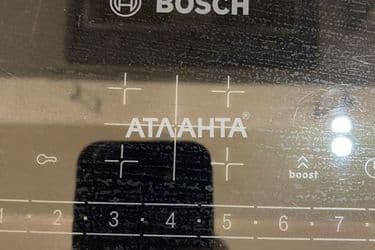 BOSCH
АТЛАНТА®
boost
1 · 2 · 3 · 4 · 5 · 6 · 7